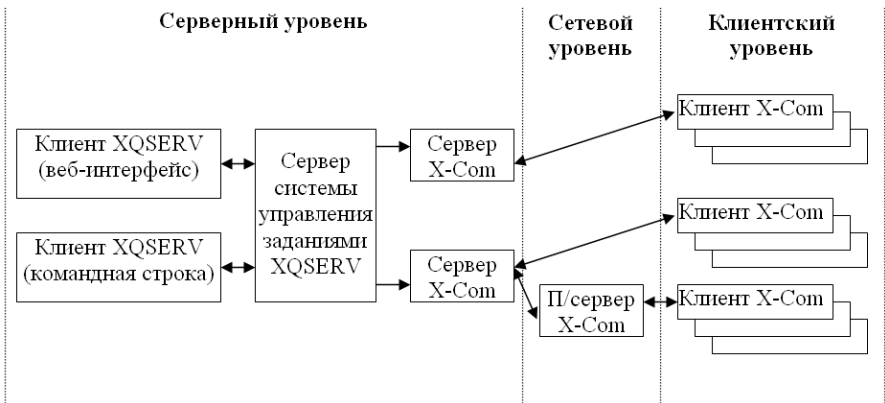 Серверный уровень
Сетевой
уровень
Клиентский
уровень
Клиент XQSERV
(веб-интерфейс)
Клиент XQSERV
(командная строка)
Сервер
системы
управления
заданиями
XQSERV
Сервер
X-Com
Сервер
X-Com
П/сервер
X-Com
Клиент X-Com
Клиент X-Com
Клиент X-Com